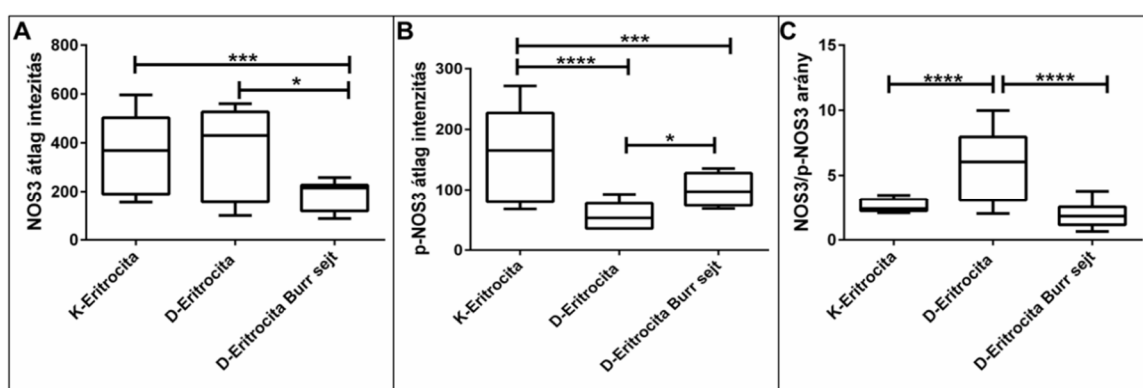 A
NOS3 átlag intezitás
800
600
400
200
0
***
*
K-Eritrocita
D-Eritrocita
D-Eritrocita Burr sejt
B
p-NOS3 átlag intenzitás
300
200
100
0
***
****
*
K-Eritrocita
D-Eritrocita
D-Eritrocita Burr sejt
C
NOS3/p-NOS3 arány
15
10
5
0
****
****
K-Eritrocita
D-Eritrocita
D-Eritrocita Burr sejt